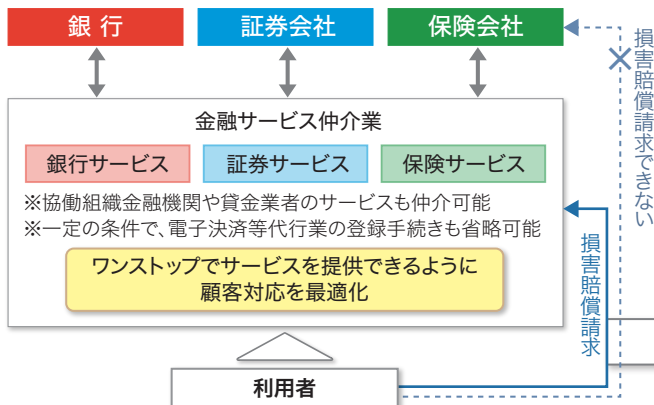 銀行
証券会社
保険会社
損害賠償請求できない
金融サービス仲介業
銀行サービス
証券サービス
保険サービス
※協働組織金融機関や貸金業者のサービスも仲介可能
※一定の条件で、電子決済等代行業の登録手続きも省略可能
ワンストップでサービスを提供できるように
顧客対応を最適化
損害賠償請求
利用者